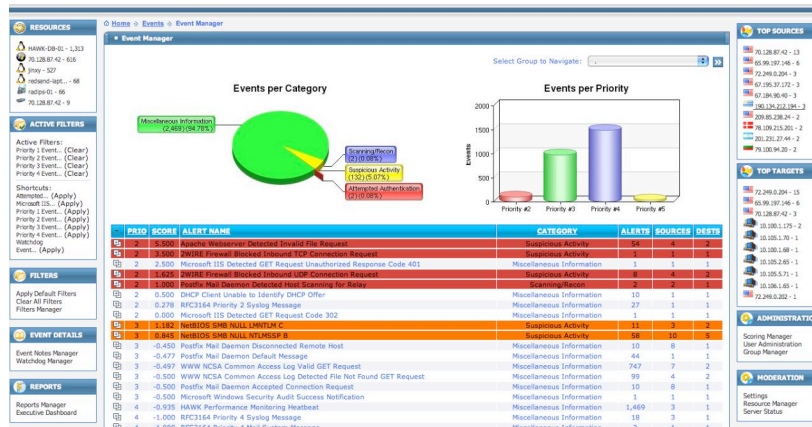 Home Events Event Manager
RESOURCES
HAWK-DB-01 - 1,313
70.128.87.42 - 616
jinxy - 527
redsand-lapt... - 68
radips-01 - 66
70.128.87.42 - 9
ACTIVE FILTERS
Active Filters:
Priority 1 Event... (Clear)
Priority 2 Event... (Clear)
Priority 3 Event... (Clear)
Priority 4 Event... (Clear)
Shortcuts:
Attempted... (Apply)
Microsoft IIS... (Apply)
Priority 1 Event... (Apply)
Priority 2 Event... (Apply)
Priority 3 Event... (Apply)
Priority 4 Event... (Apply)
Watchdog
Event... (Apply)
FILTERS
Apply Default Filters
Clear All Filters
Filters Manager
EVENT DETAILS
Event Notes Manager
Watchdog Manager
REPORTS
Reports Manager
Executive Dashboard
Event Manager
Select Group to Navigate:
Events per Category
Miscellaneous Information
(2,469)(94.78%)
Scanning/Recon
(2)(0.08%)
Suspicious Activity
(132)(5.07%)
Attempted Authentication
(2)(0.08%)
Events per Priority
Events
2000
1500
1000
500
0
Priority #2 Priority #3 Priority #4 Priority #5
PRIO SCORE ALERT NAME CATEGORY ALERTS SOURCES DESTS
2 5.500 Apache Webserver Detected Invalid File Request Suspicious Activity 54 4 2
2 3.500 2WIRE Firewall Blocked Inbound TCP Connection Request Suspicious Activity 1 1 1
2 2.500 Microsoft IIS Detected GET Request Unauthorized Response Code 401 Miscellaneous Information 1 1 1
2 1.625 2WIRE Firewall Blocked Inbound UDP Connection Request Suspicious Activity 8 4 2
2 1.000 Postfix Mail Daemon Detected Host Scanning for Relay Scanning/Recon 2 2 1
2 0.500 DHCP Client Unable to Identify DHCP Offer Miscellaneous Information 10 1 1
2 0.278 RFC3164 Priority 2 Syslog Message Miscellaneous Information 27 1 1
2 0.000 Microsoft IIS Detected GET Request Code 302 Miscellaneous Information 1 1 1
3 1.182 NetBIOS SMB NULL LMNTLM C Suspicious Activity 11 3 2
3 0.845 NetBIOS SMB NULL NTLMSSP B Suspicious Activity 58 10 5
3 -0.450 Postfix Mail Daemon Disconnected Remote Host Miscellaneous Information 10 8 1
3 -0.477 Postfix Mail Daemon Default Message Miscellaneous Information 44 1 1
3 -0.497 WWW NCSA Common Access Log Valid GET Request Miscellaneous Information 747 7 2
3 -0.500 WWW NCSA Common Access Log Detected File Not Found GET Request Miscellaneous Information 99 4 2
3 -0.500 Postfix Mail Daemon Accepted Connection Request Miscellaneous Information 10 8 1
3 -0.500 Microsoft Windows Security Audit Success Notification Miscellaneous Information 1 1 1
4 -0.935 HAWK Performance Monitoring Heatbeat Miscellaneous Information 1,469 3 1
4 -1.000 RFC3164 Priority 4 Syslog Message Miscellaneous Information 18 3 1
TOP SOURCES
70.128.87.42 - 13
65.99.197.146 - 6
72.249.0.204 - 3
67.195.37.172 - 3
67.184.90.40 - 3
190.134.212.194 - 3
209.85.238.24 - 2
78.109.215.201 - 2
201.231.27.44 - 2
79.100.94.20 - 2
TOP TARGETS
72.249.0.204 - 15
65.99.197.146 - 6
70.128.87.42 - 3
10.100.1.175 - 2
10.100.1.70 - 1
10.100.1.68 - 1
10.105.2.65 - 1
10.105.5.71 - 1
10.106.1.65 - 1
72.249.0.202 - 1
ADMINISTRATIO
Scoring Manager
User Administration
Group Manager
MODERATION
Settings
Resource Manager
Server Status